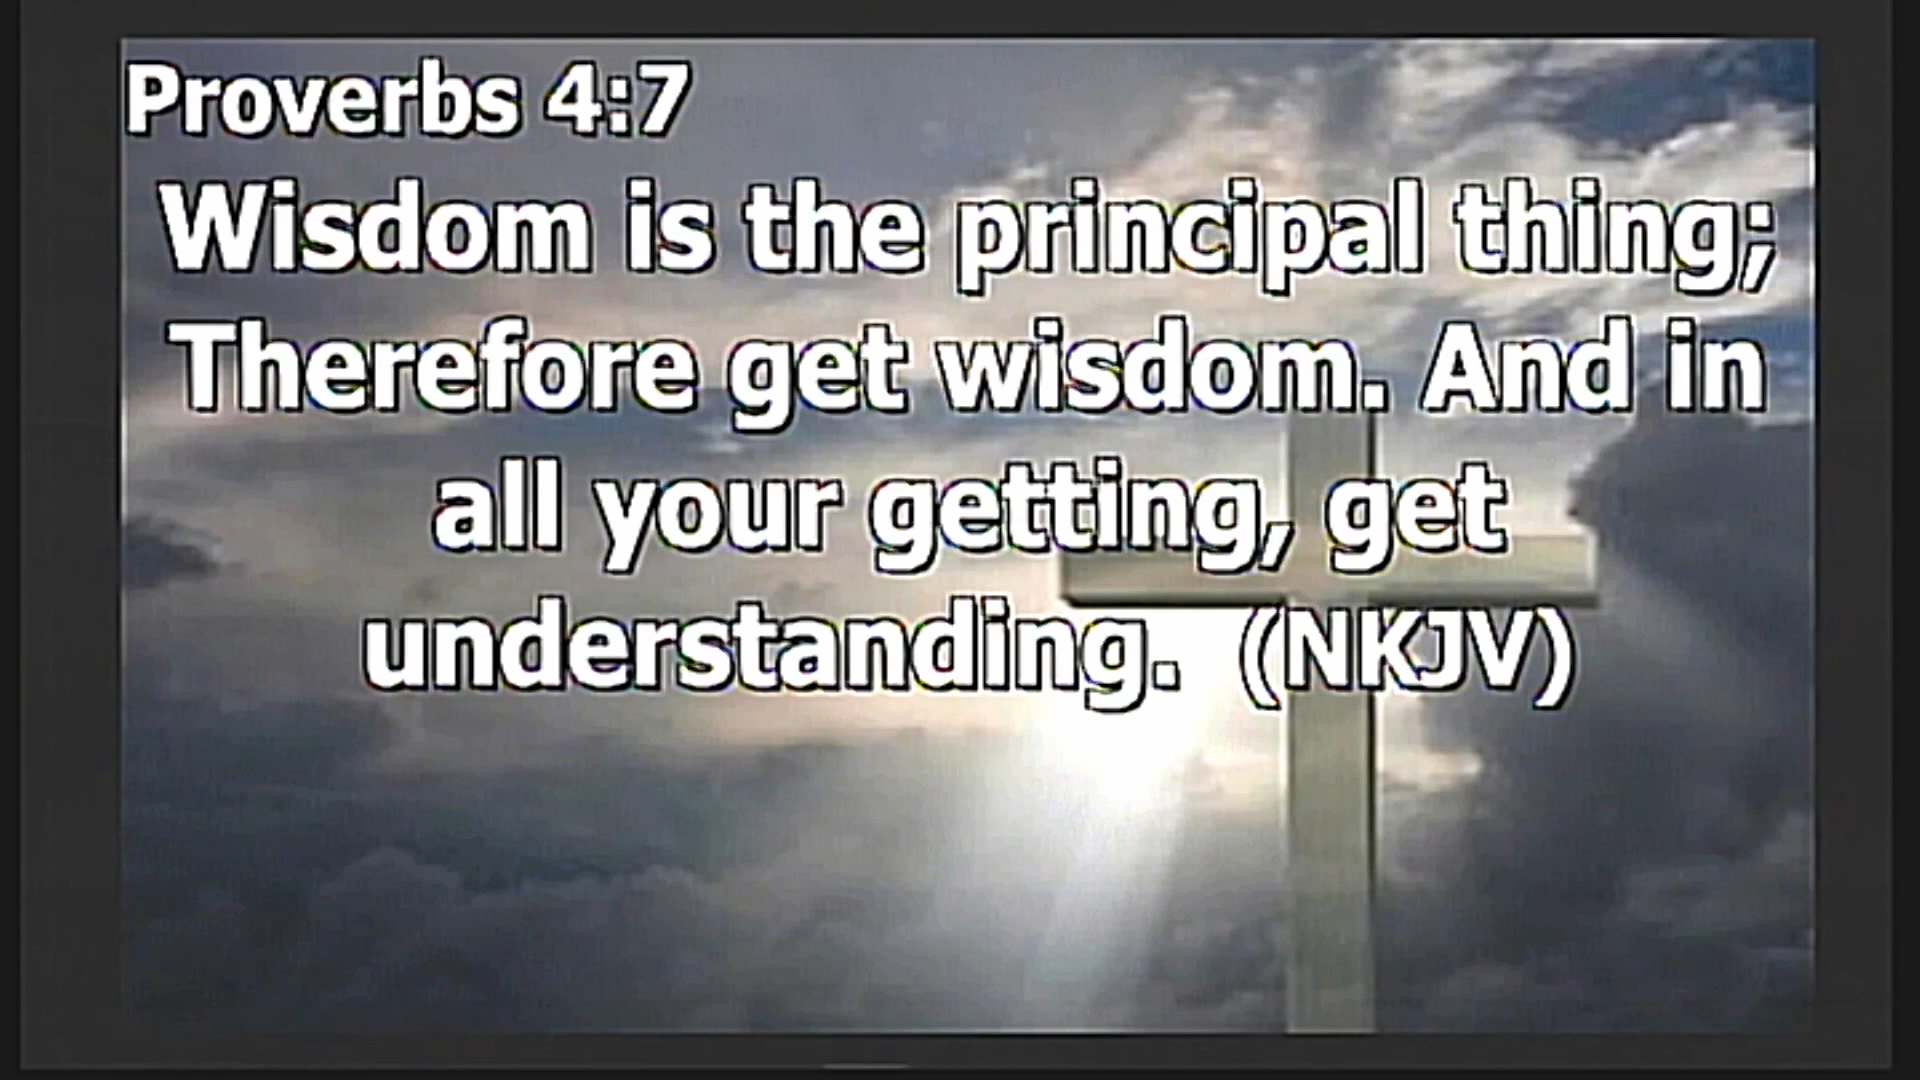 Proverbs 4:7
Wisdom is the principal thing;
Therefore get wisdom. And in
all your getting, get
understanding.  (NKJV)